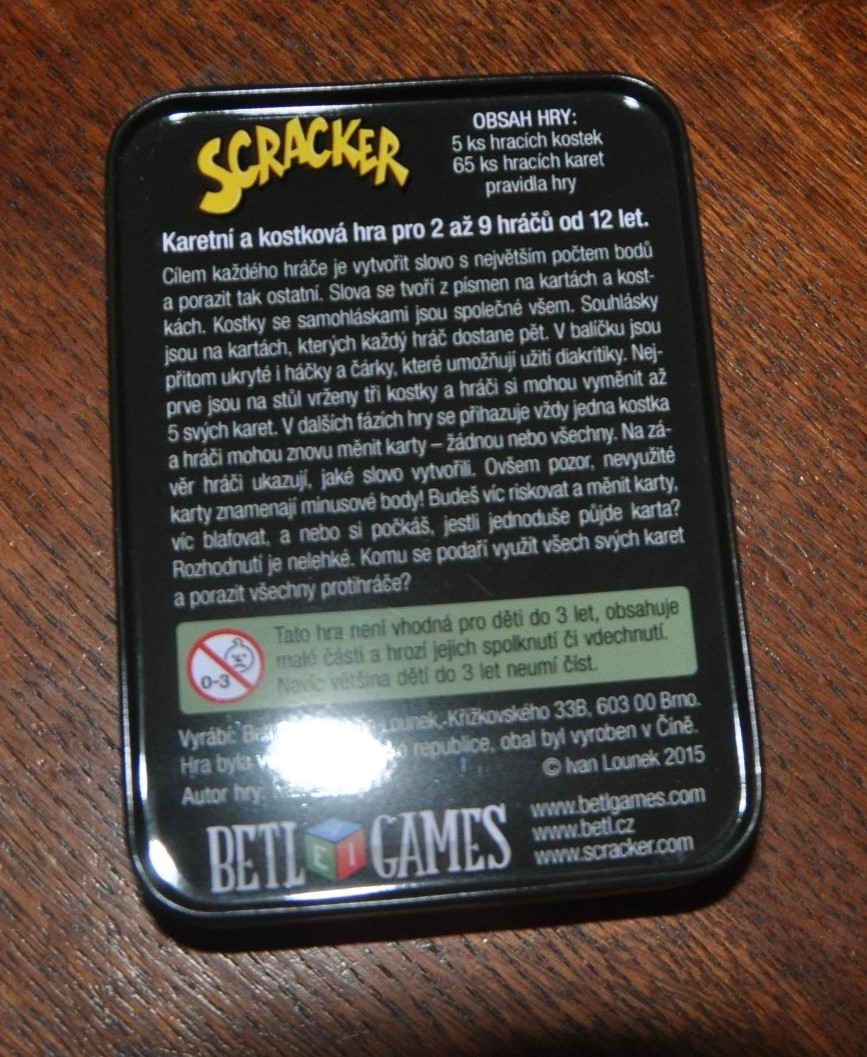 SCRACKER
OBSAH HRY:
5 ks hracích kostek
65 ks hracích karet
pravidla hry
Karetní a kostková hra pro 2 až 9 hráčů od 12 let.
Cílem každého hráče je vytvořit slovo s největším počtem bodů
a porazit tak ostatní. Slova se tvoří z písmen na kartách a kost-
kách. Kostky se samohláskami jsou společné všem. Souhlásky
jsou na kartách, kterých každý hráč dostane pět. V balíčku jsou
přitom ukryté i háčky a čárky, které umožňují užití diakritiky. Nej-
prve jsou na stůl vrženy tři kostky a hráči si mohou vyměnit až
5 svých karet. V dalších fázích hry se přihazuje vždy jedna kostka
a hráči mohou znovu měnit karty – žádnou nebo všechny. Na zá-
věr hráči ukazují, jaké slovo vytvořili. Ovšem pozor, nevyužité
karty znamenají minusové body! Budeš víc riskovat a měnit karty,
víc blafovat, a nebo si počkáš, jestli jednoduše půjde karta?
Rozhodnutí je nelehké. Komu se podaří využít všech svých karet
a porazit všechny protihráče?
0-3
Tato hra není vhodná pro děti do 3 let, obsahuje
malé části a hrozí jejich spolknutí či vdechnutí.
Navíc většina dětí do 3 let neumí číst.
Vyrábí: Lounek, Křížkovského 33B, 603 00 Brno.
Hra byla republice, obal byl vyroben v Číně.
Autor hry: © Ivan Lounek 2015
BETL GAMES
www.betlgames.com
www.betl.cz
www.scracker.com